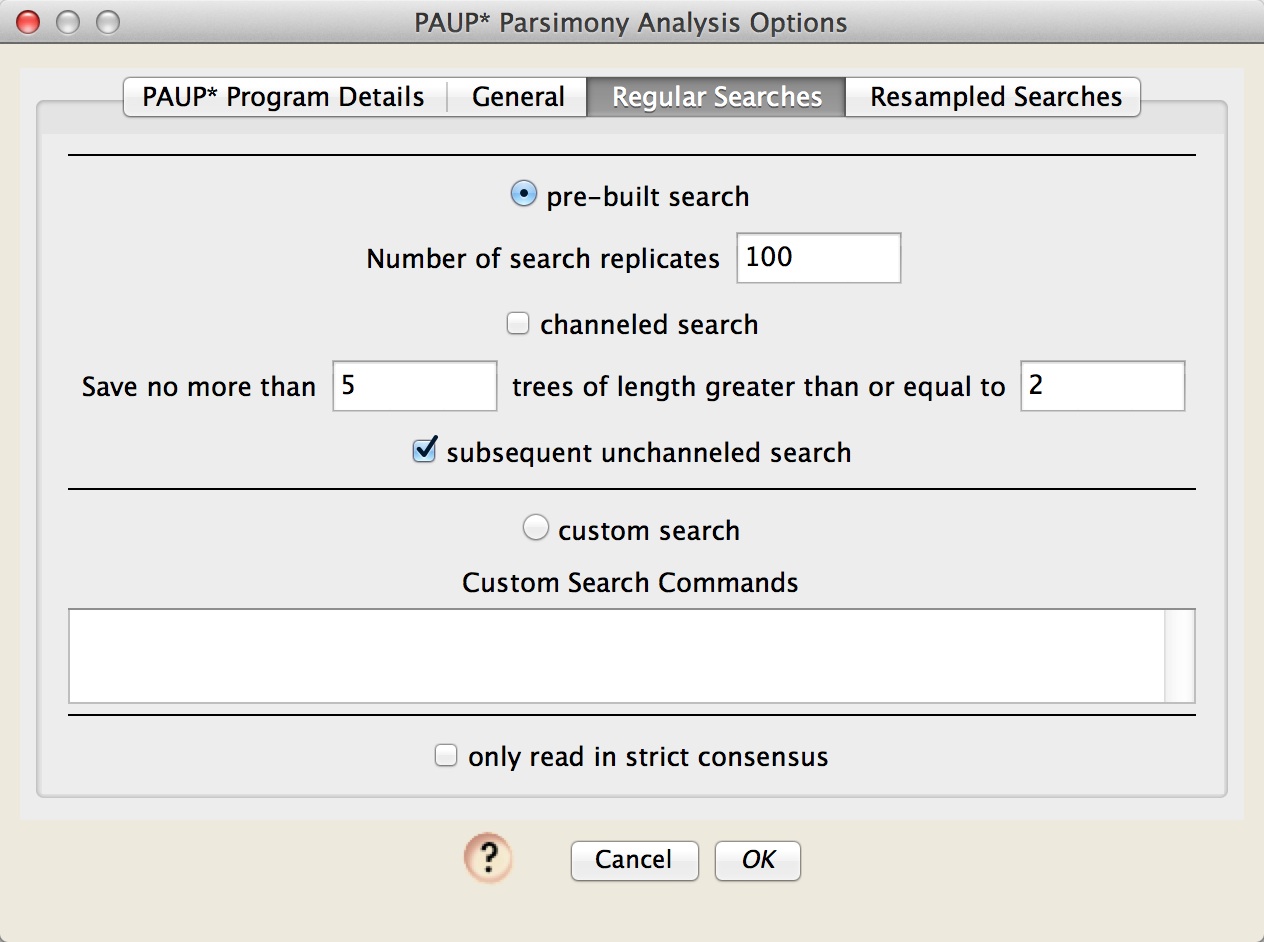 PAUP* Parsimony Analysis Options
PAUP* Program Details General Regular Searches Resampled Searches
pre-built search
Number of search replicates 100
channeled search
Save no more than 5 trees of length greater than or equal to 2
subsequent unchanneled search
custom search
Custom Search Commands
only read in strict consensus
? Cancel OK